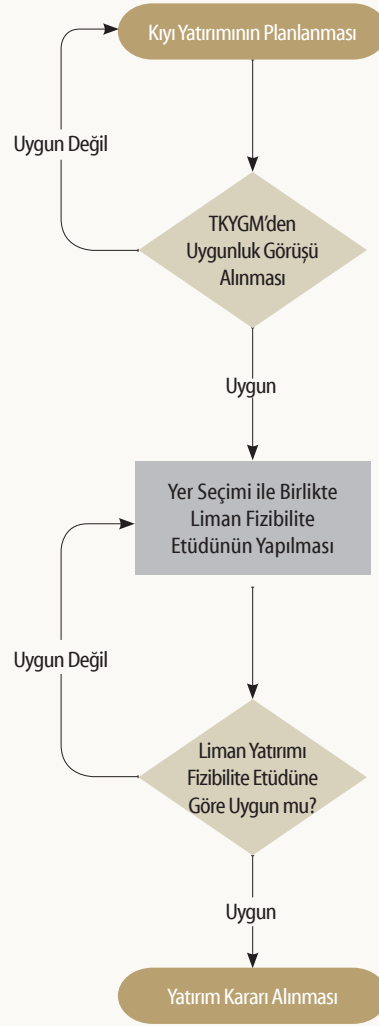 Kıyı Yatırımının Planlanması
Uygun Değil
TKYGM'den
Uygunluk Görüşü
Alınması
Uygun
Yer Seçimi ile Birlikte
Liman Fizibilite
Etüdünün Yapılması
Uygun Değil
Liman Yatırımı
Fizibilite Etüdüne
Göre Uygun mu?
Uygun
Yatırım Kararı Alınması